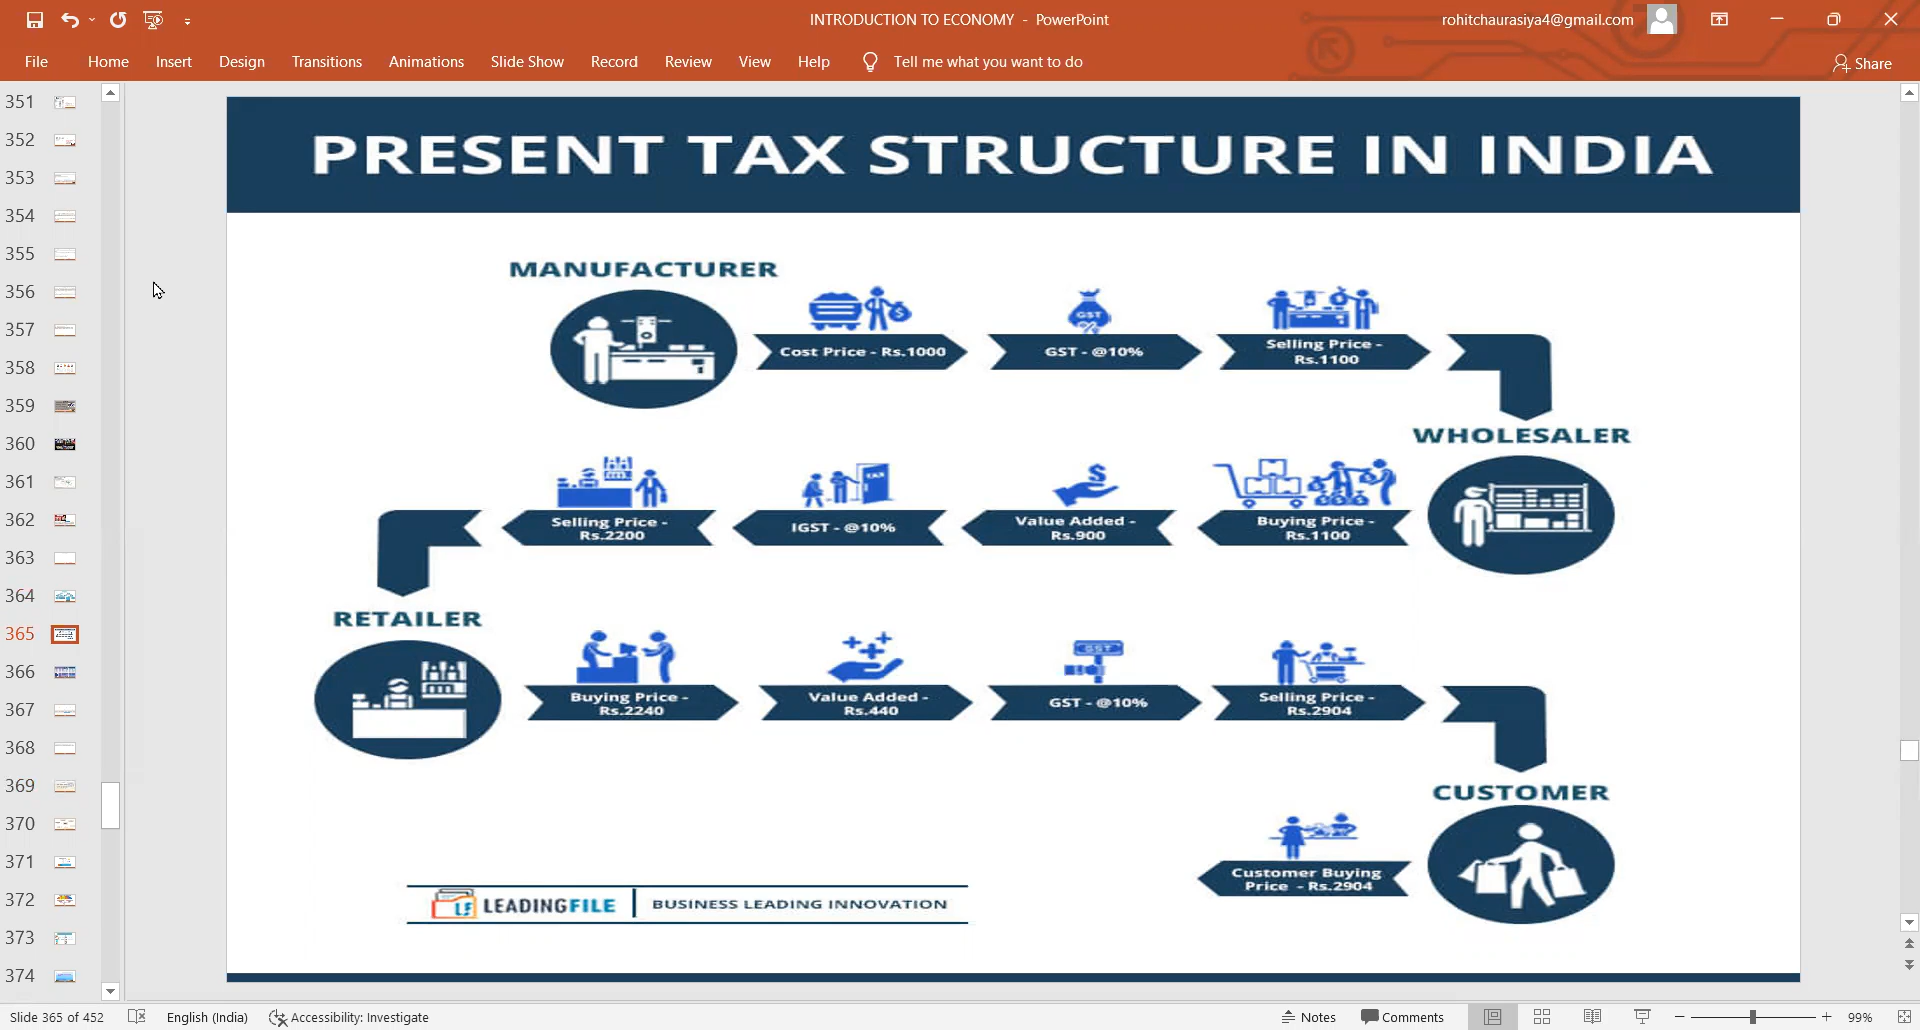 INTRODUCTION TO ECONOMY - PowerPoint
rohitchaurasiya4@gmail.com
File Home Insert Design Transitions Animations Slide Show Record Review View Help Tell me what you want to do
Share
351
352
353
354
355
356
357
358
359
360
361
362
363
364
365
366
367
368
369
370
371
372
373
374
PRESENT TAX STRUCTURE IN INDIA
MANUFACTURER
Cost Price - Rs.1000
GST
GST - @10%
Selling Price -
Rs.1100
WHOLESALER
Buying Price -
Rs.1100
Value Added -
Rs.900
TAX
IGST - @10%
Selling Price -
Rs.2200
RETAILER
Buying Price -
Rs.2240
Value Added -
Rs.440
GST
GST - @10%
Selling Price -
Rs.2904
CUSTOMER
Customer Buying
Price - Rs.2904
LF LEADINGFILE BUSINESS LEADING INNOVATION
Slide 365 of 452 English (India) Accessibility: Investigate Notes Comments 99%